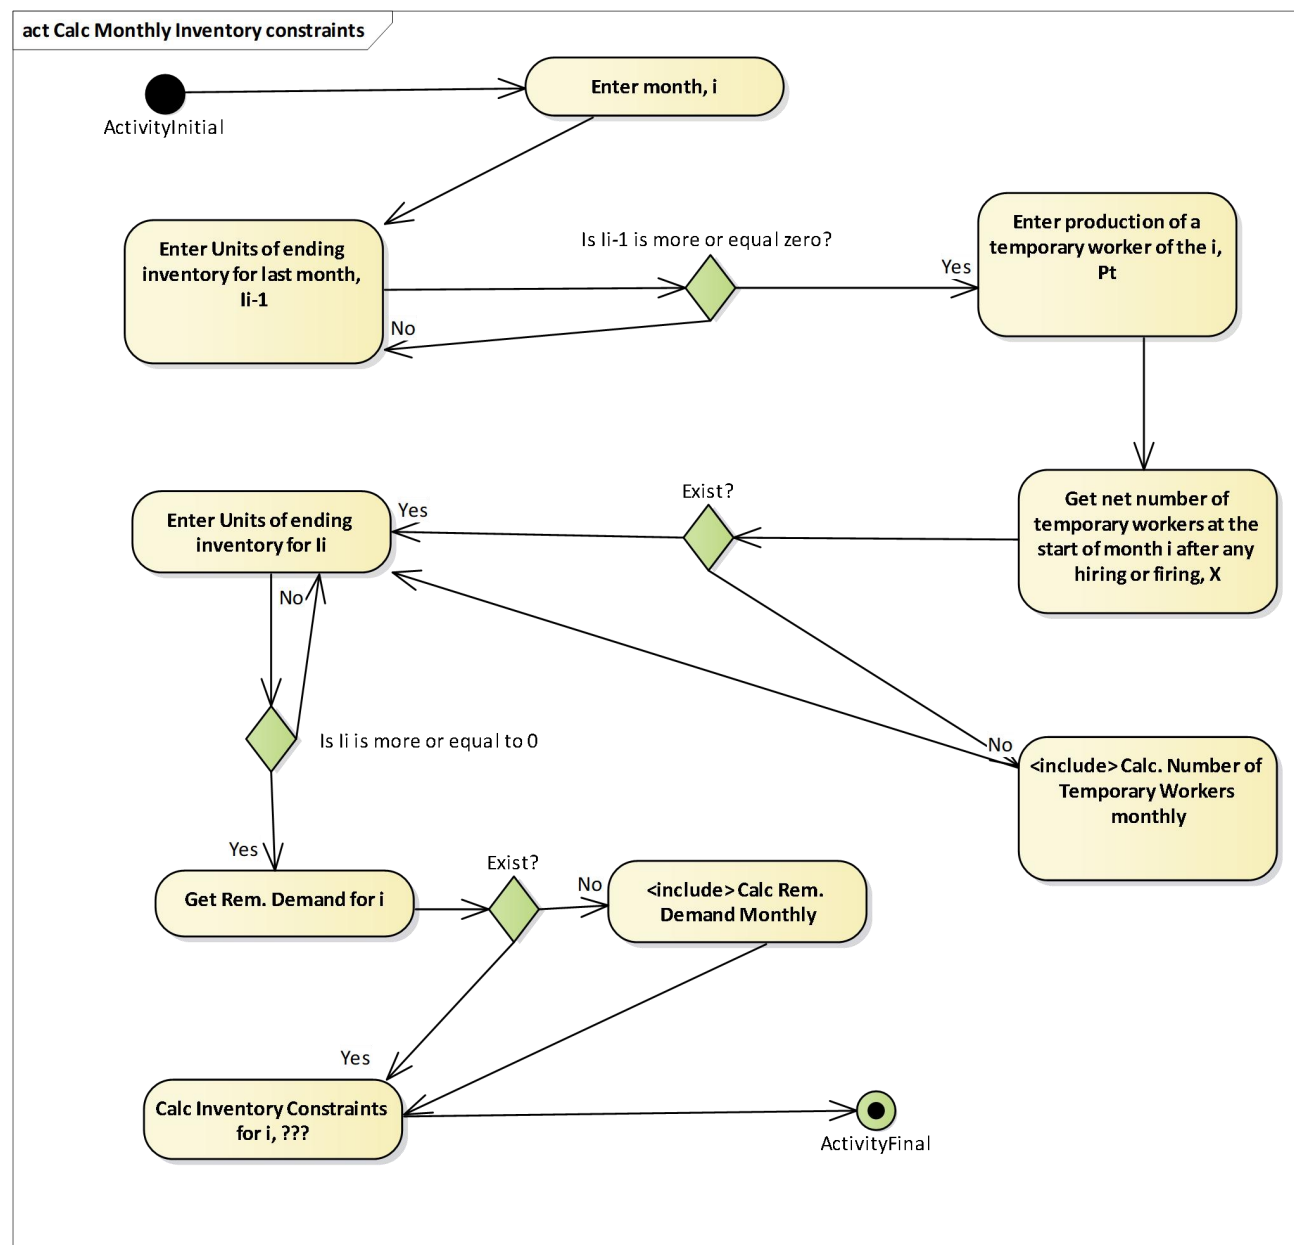 act Calc Monthly Inventory constraints
ActivityInitial
Enter month, i
Enter Units of ending
inventory for last month,
Ii-1
Is Ii-1 is more or equal zero?
Yes
No
Enter production of a
temporary worker of the i,
Pt
Get net number of
temporary workers at the
start of month i after any
hiring or firing, X
Exist?
Yes
No
Enter Units of ending
inventory for Ii
No
Is Ii is more or equal to 0
Yes
<include> Calc. Number of
Temporary Workers
monthly
Get Rem. Demand for i
Exist?
No
<include> Calc Rem.
Demand Monthly
Yes
Calc Inventory Constraints
for i, ???
ActivityFinal